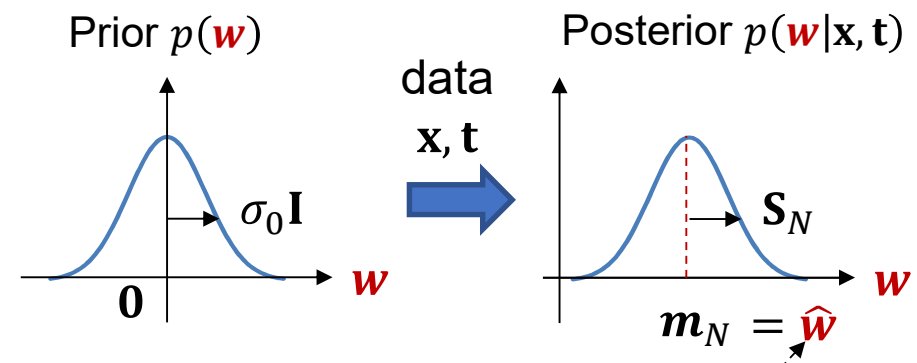 Prior p(w)
data
x, t
Posterior p(w|x, t)
σ₀I
0
w
S_N
w
m_N = ŵ